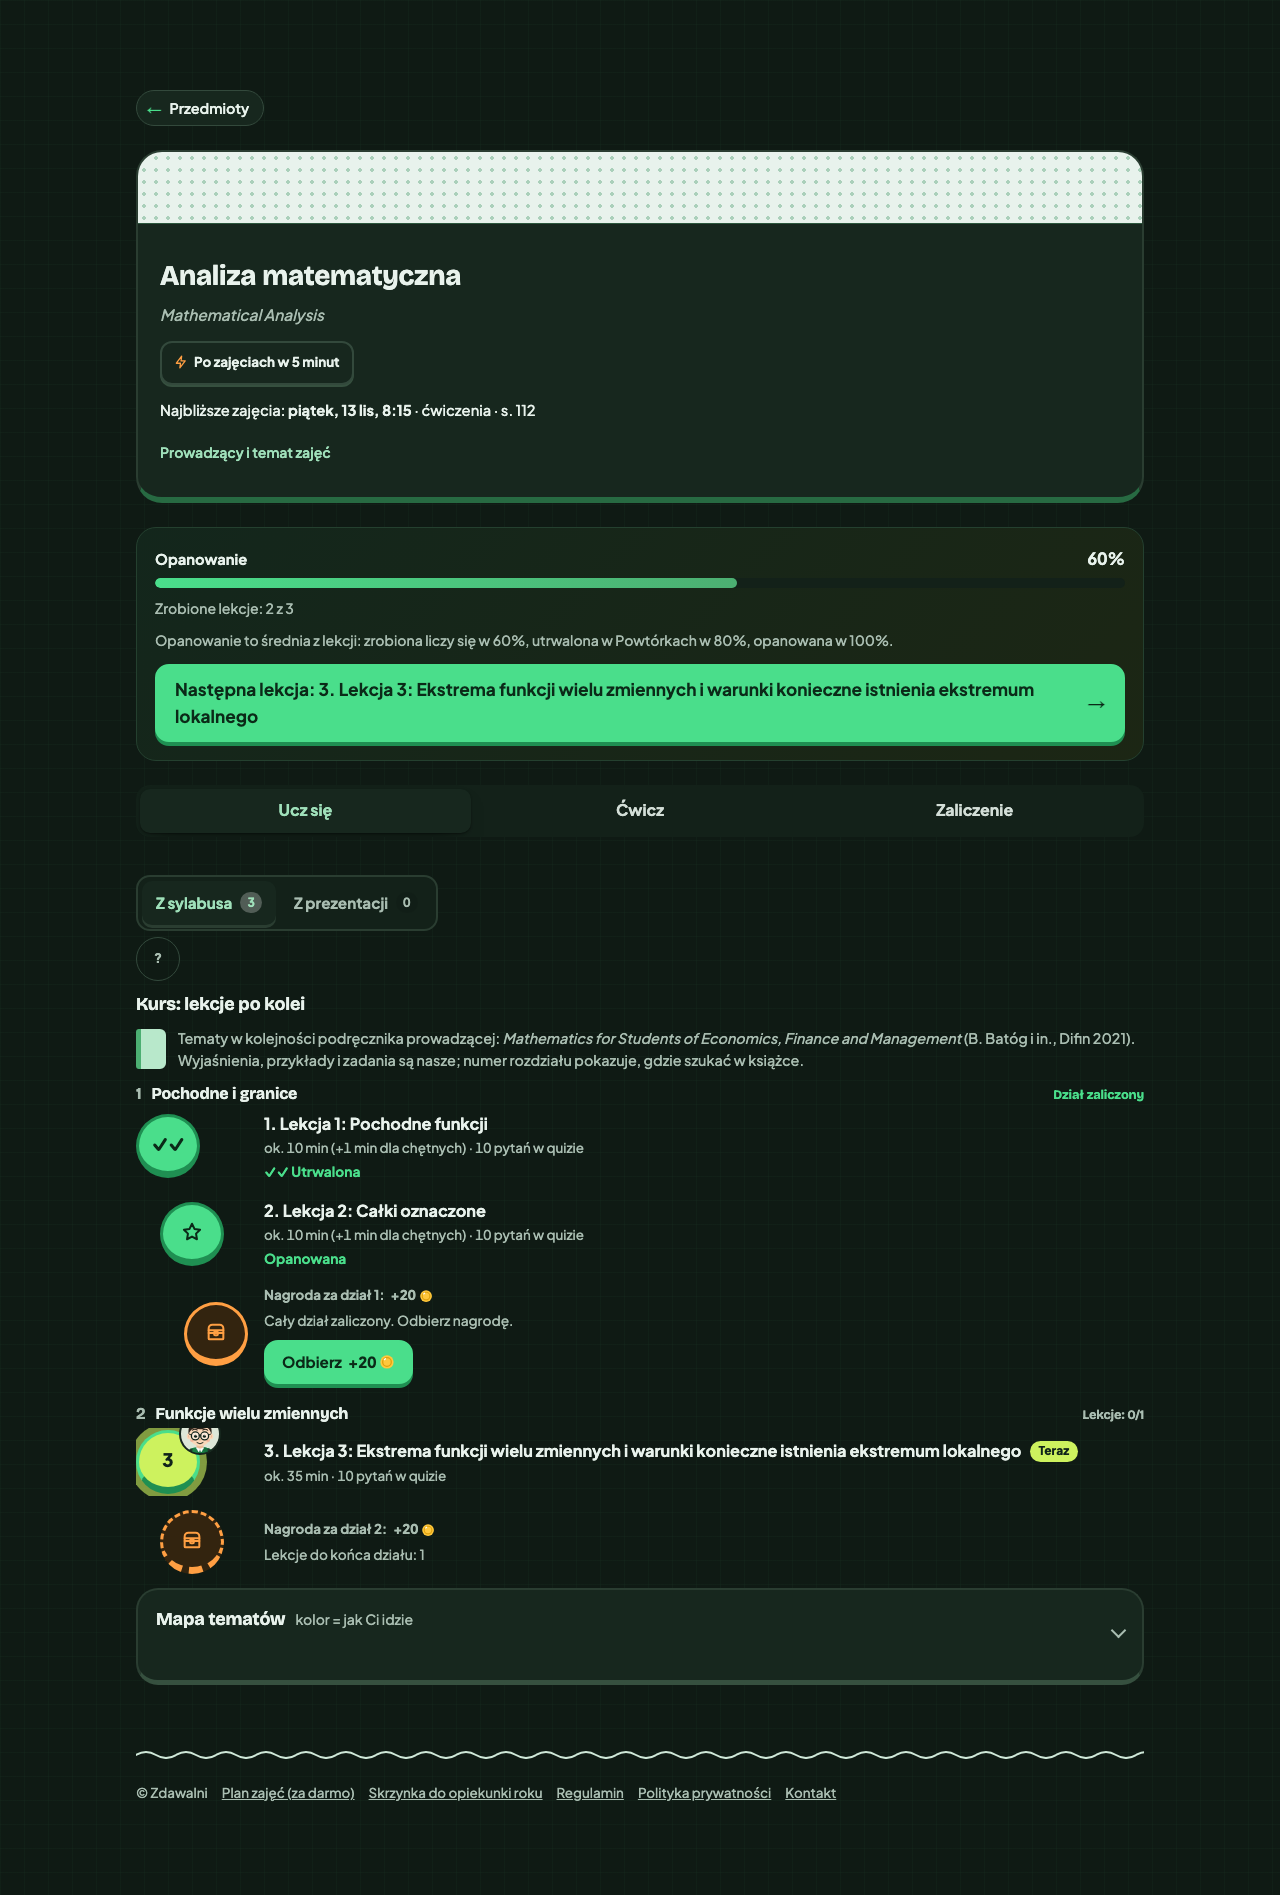 ← Przedmioty
Analiza matematyczna
Mathematical Analysis
Po zajęciach w 5 minut
Najbliższe zajęcia: piątek, 13 lis, 8:15 · ćwiczenia · s. 112
Prowadzący i temat zajęć
Opanowanie 60%
Zrobione lekcje: 2 z 3
Opanowanie to średnia z lekcji: zrobiona liczy się w 60%, utrwalona w Powtórkach w 80%, opanowana w 100%.
Następna lekcja: 3. Lekcja 3: Ekstrema funkcji wielu zmiennych i warunki konieczne istnienia ekstremum
lokalnego →
Ucz się Ćwicz Zaliczenie
Z sylabusa 3 Z prezentacji 0
?
Kurs: lekcje po kolei
Tematy w kolejności podręcznika prowadzącej: Mathematics for Students of Economics, Finance and Management (B. Batóg i in., Difin 2021).
Wyjaśnienia, przykłady i zadania są nasze; numer rozdziału pokazuje, gdzie szukać w książce.
1 Pochodne i granice Dział zaliczony
1. Lekcja 1: Pochodne funkcji
ok. 10 min (+1 min dla chętnych) · 10 pytań w quizie
✓✓ Utrwalona
2. Lekcja 2: Całki oznaczone
ok. 10 min (+1 min dla chętnych) · 10 pytań w quizie
Opanowana
Nagroda za dział 1: +20
Cały dział zaliczony. Odbierz nagrodę.
Odbierz +20
2 Funkcje wielu zmiennych Lekcje: 0/1
3 3. Lekcja 3: Ekstrema funkcji wielu zmiennych i warunki konieczne istnienia ekstremum lokalnego Teraz
ok. 35 min · 10 pytań w quizie
Nagroda za dział 2: +20
Lekcje do końca działu: 1
Mapa tematów kolor = jak Ci idzie
© Zdawalni Plan zajęć (za darmo) Skrzynka do opiekunki roku Regulamin Polityka prywatności Kontakt